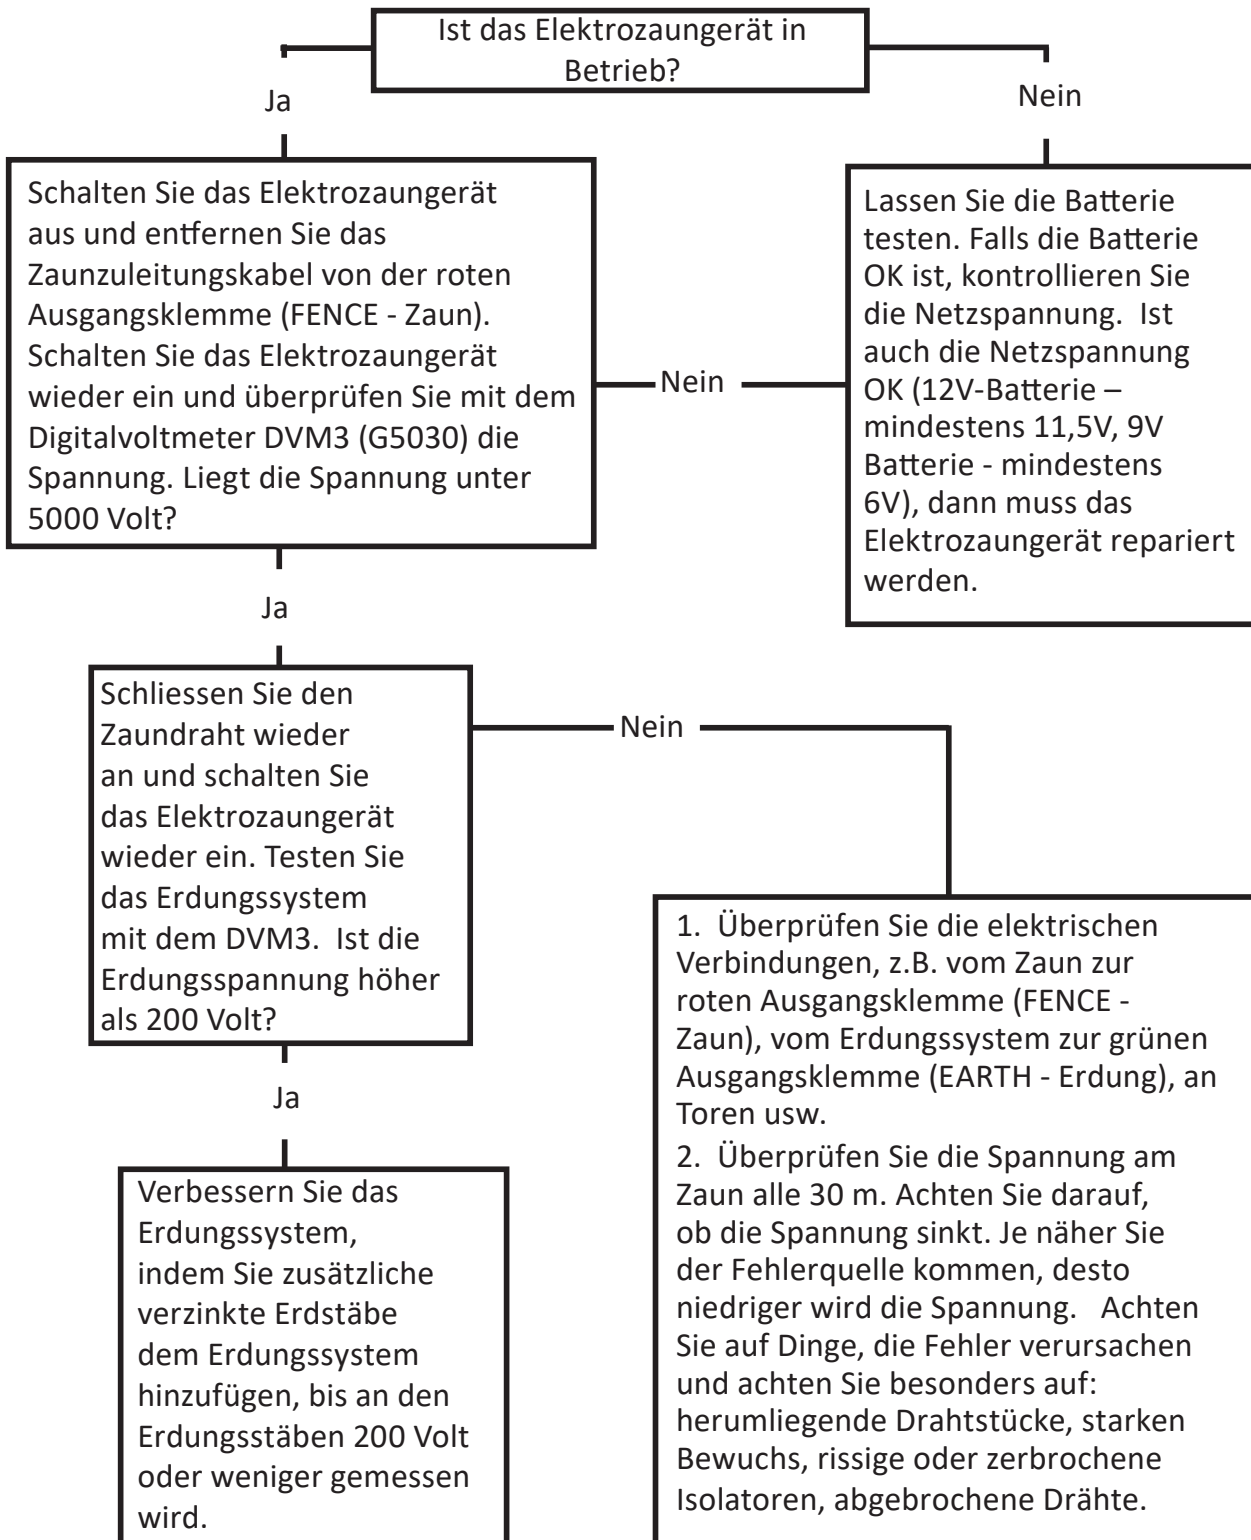 Ist das Elektrozaungerät in
Betrieb?
Ja
Nein
Schalten Sie das Elektrozaungerät
aus und entfernen Sie das
Zaunzuleitungskabel von der roten
Ausgangsklemme (FENCE - Zaun).
Schalten Sie das Elektrozaungerät
wieder ein und überprüfen Sie mit dem
Digitalvoltmeter DVM3 (G5030) die
Spannung. Liegt die Spannung unter
5000 Volt?
Nein
Lassen Sie die Batterie
testen. Falls die Batterie
OK ist, kontrollieren Sie
die Netzspannung.  Ist
auch die Netzspannung
OK (12V-Batterie –
mindestens 11,5V, 9V
Batterie - mindestens
6V), dann muss das
Elektrozaungerät repariert
werden.
Ja
Schliessen Sie den
Zaundraht wieder
an und schalten Sie
das Elektrozaungerät
wieder ein. Testen Sie
das Erdungssystem
mit dem DVM3.  Ist die
Erdungsspannung höher
als 200 Volt?
Nein
Ja
Verbessern Sie das
Erdungssystem,
indem Sie zusätzliche
verzinkte Erdstäbe
dem Erdungssystem
hinzufügen, bis an den
Erdungsstäben 200 Volt
oder weniger gemessen
wird.
1.  Überprüfen Sie die elektrischen
Verbindungen, z.B. vom Zaun zur
roten Ausgangsklemme (FENCE -
Zaun), vom Erdungssystem zur grünen
Ausgangsklemme (EARTH - Erdung), an
Toren usw.
2.  Überprüfen Sie die Spannung am
Zaun alle 30 m. Achten Sie darauf,
ob die Spannung sinkt. Je näher Sie
der Fehlerquelle kommen, desto
niedriger wird die Spannung.   Achten
Sie auf Dinge, die Fehler verursachen
und achten Sie besonders auf:
herumliegende Drahtstücke, starken
Bewuchs, rissige oder zerbrochene
Isolatoren, abgebrochene Drähte.